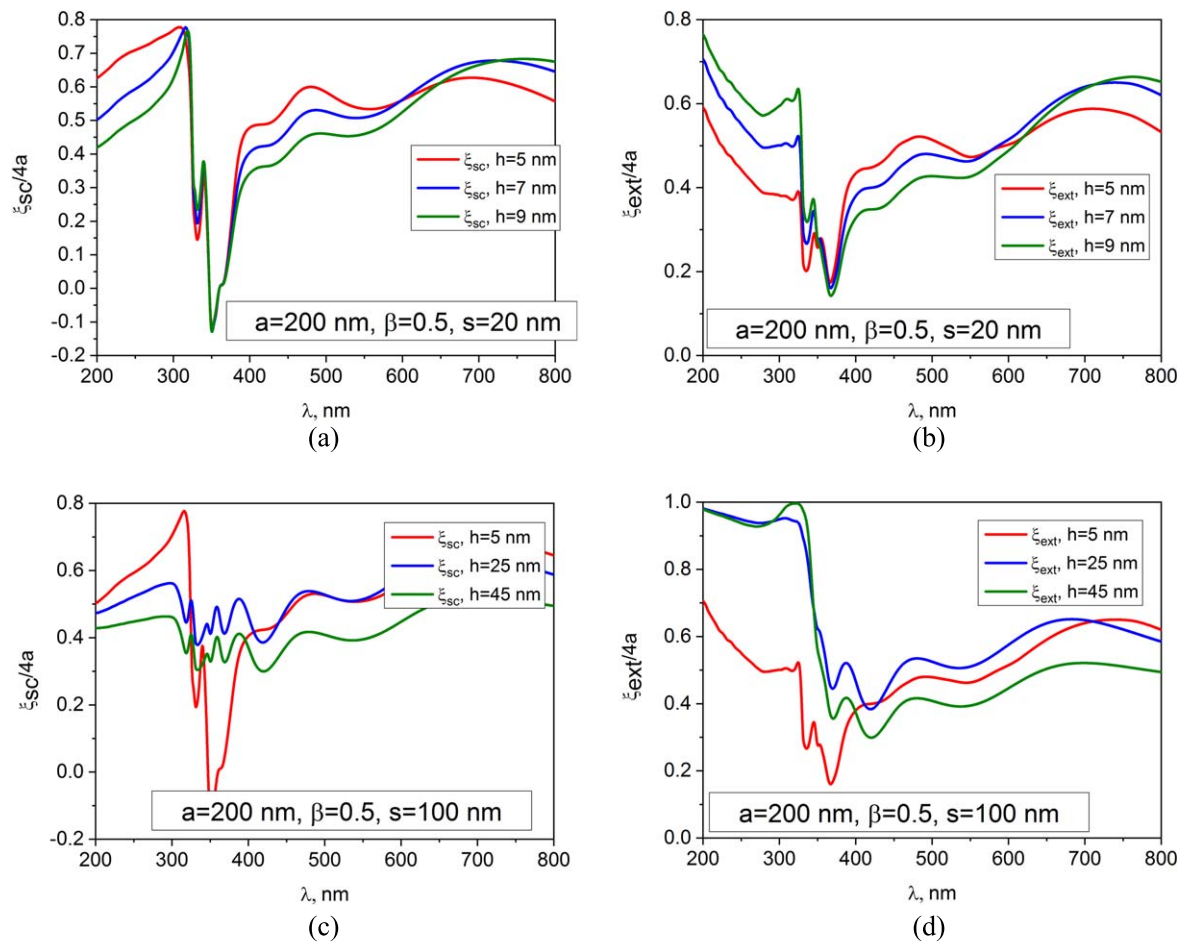 0.8
0.7
0.6
0.5
0.4
0.3
0.2
0.1
0.0
-0.1
-0.2
ξsc/4a
ξsc, h=5 nm
ξsc, h=7 nm
ξsc, h=9 nm
a=200 nm, β=0.5, s=20 nm
200 300 400 500 600 700 800
λ, nm
(a)
0.8
0.6
0.4
0.2
0.0
ξext/4a
ξext, h=5 nm
ξext, h=7 nm
ξext, h=9 nm
a=200 nm, β=0.5, s=20 nm
200 300 400 500 600 700 800
λ, nm
(b)
0.8
0.6
0.4
0.2
0.0
-0.2
ξsc/4a
ξsc, h=5 nm
ξsc, h=25 nm
ξsc, h=45 nm
a=200 nm, β=0.5, s=100 nm
200 300 400 500 600 700 800
λ, nm
(c)
1.0
0.8
0.6
0.4
0.2
0.0
ξext/4a
ξext, h=5 nm
ξext, h=25 nm
ξext, h=45 nm
a=200 nm, β=0.5, s=100 nm
200 300 400 500 600 700 800
λ, nm
(d)